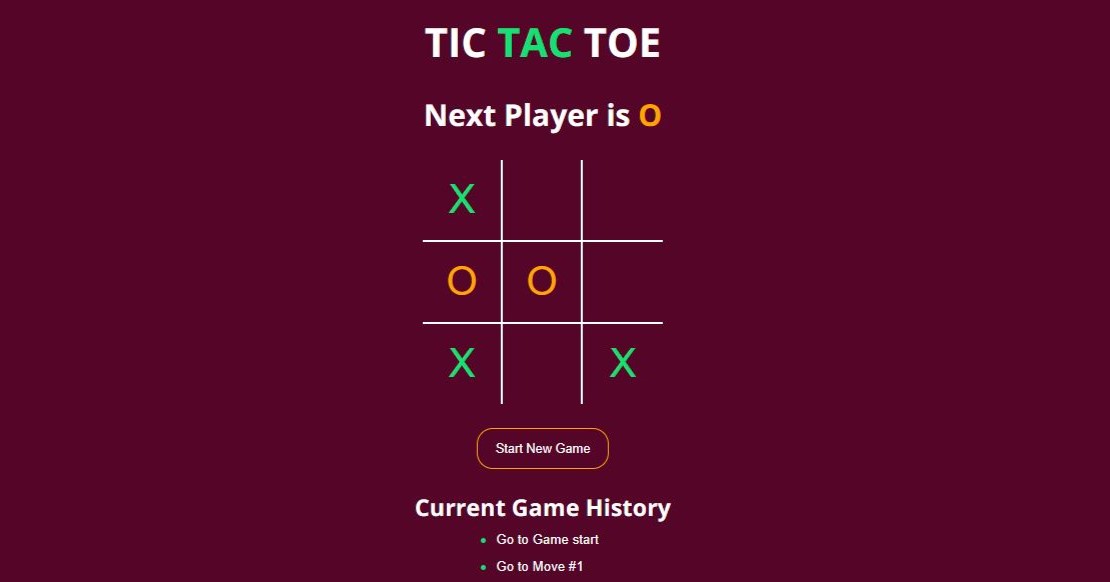 TIC TAC TOE
Next Player is O
X
O O
X X
Start New Game
Current Game History
Go to Game start
Go to Move #1